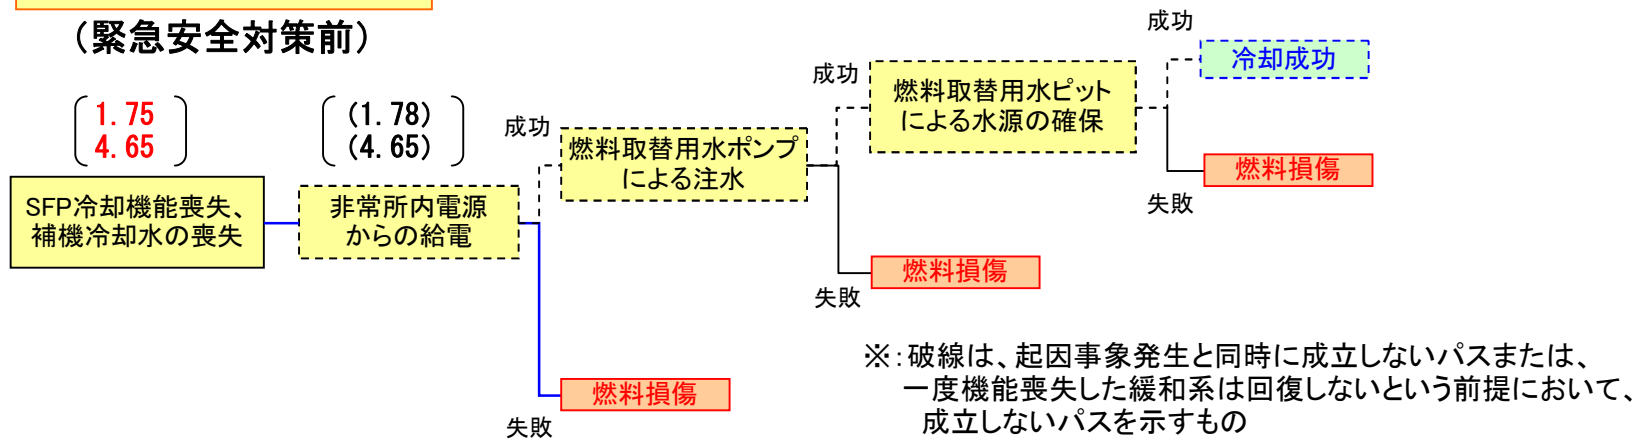 (緊急安全対策前)
1.75
4.65
(1.78)
(4.65)
SFP冷却機能喪失、
補機冷却水の喪失
非常所内電源
からの給電
成功
失敗
燃料損傷
燃料取替用水ポンプ
による注水
成功
失敗
燃料損傷
燃料取替用水ピット
による水源の確保
成功
冷却成功
失敗
燃料損傷
※:破線は、起因事象発生と同時に成立しないパスまたは、
一度機能喪失した緩和系は回復しないという前提において、
成立しないパスを示すもの